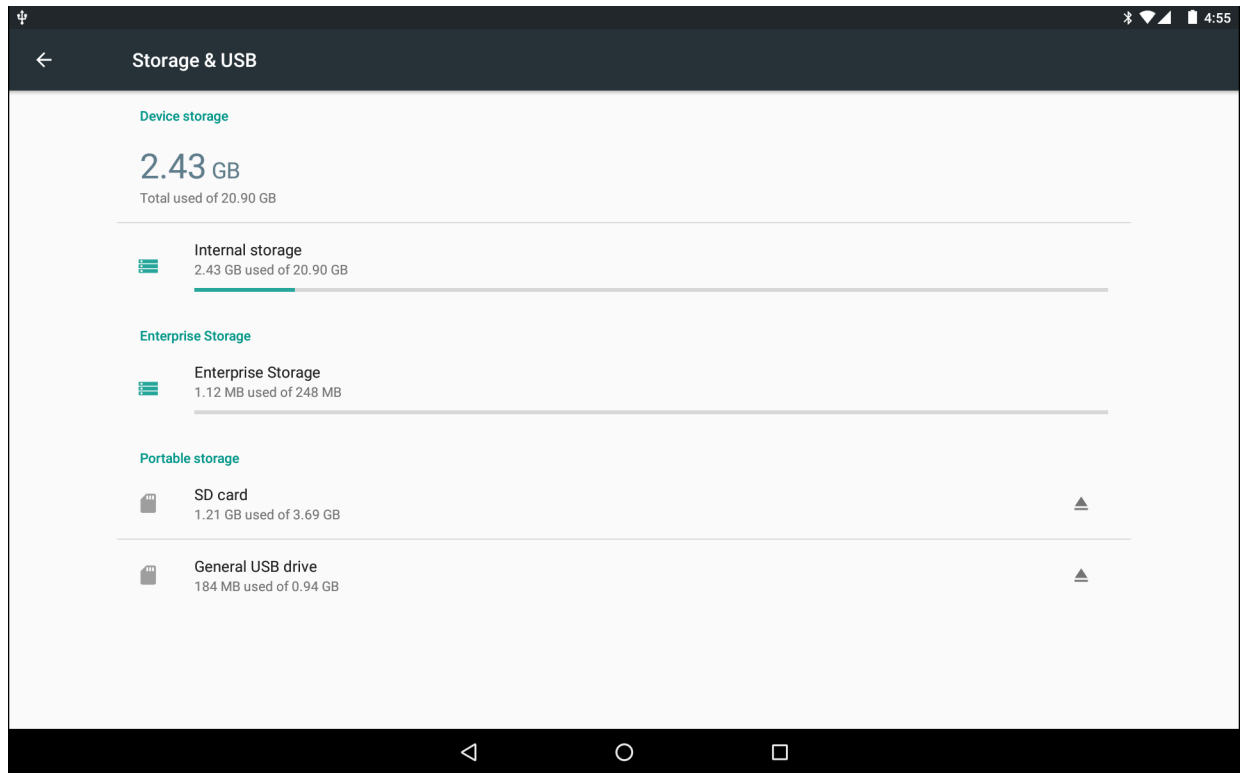 4:55
Storage & USB
Device storage
2.43 GB
Total used of 20.90 GB
Internal storage
2.43 GB used of 20.90 GB
Enterprise Storage
Enterprise Storage
1.12 MB used of 248 MB
Portable storage
SD card
1.21 GB used of 3.69 GB
General USB drive
184 MB used of 0.94 GB